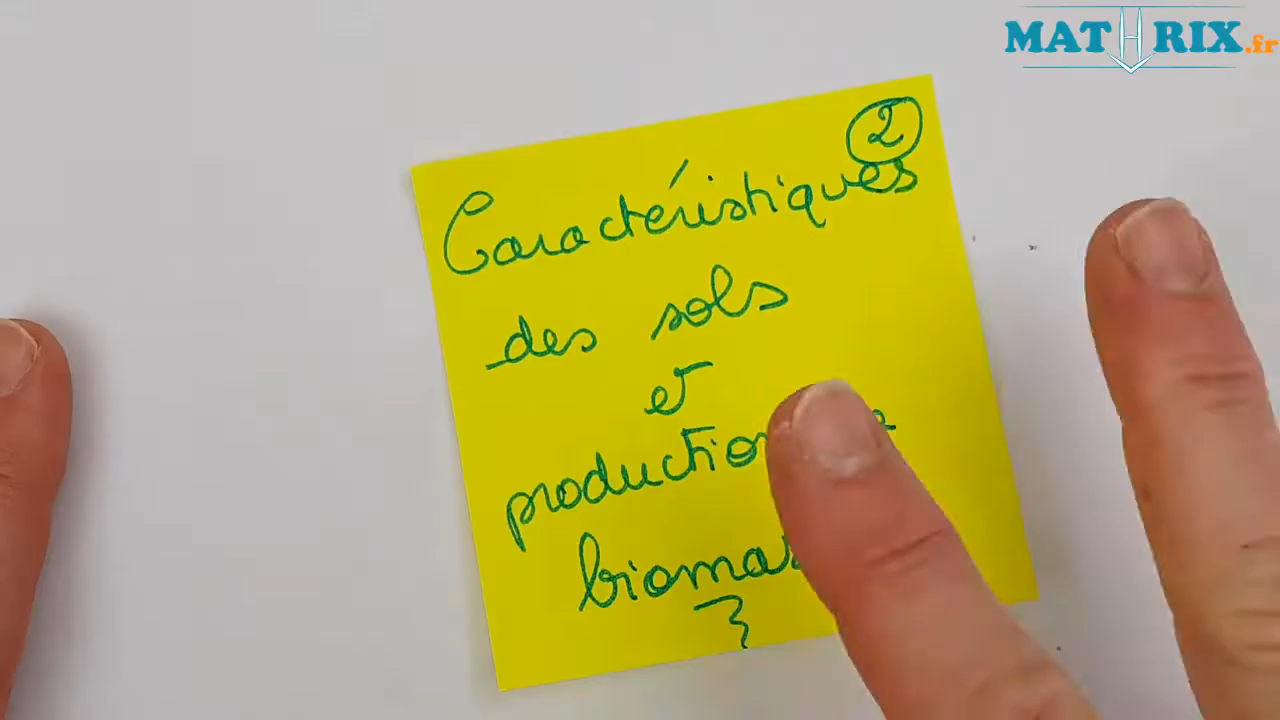 MATHRIX.fr
2
Caractéristiques
des sols
et
production